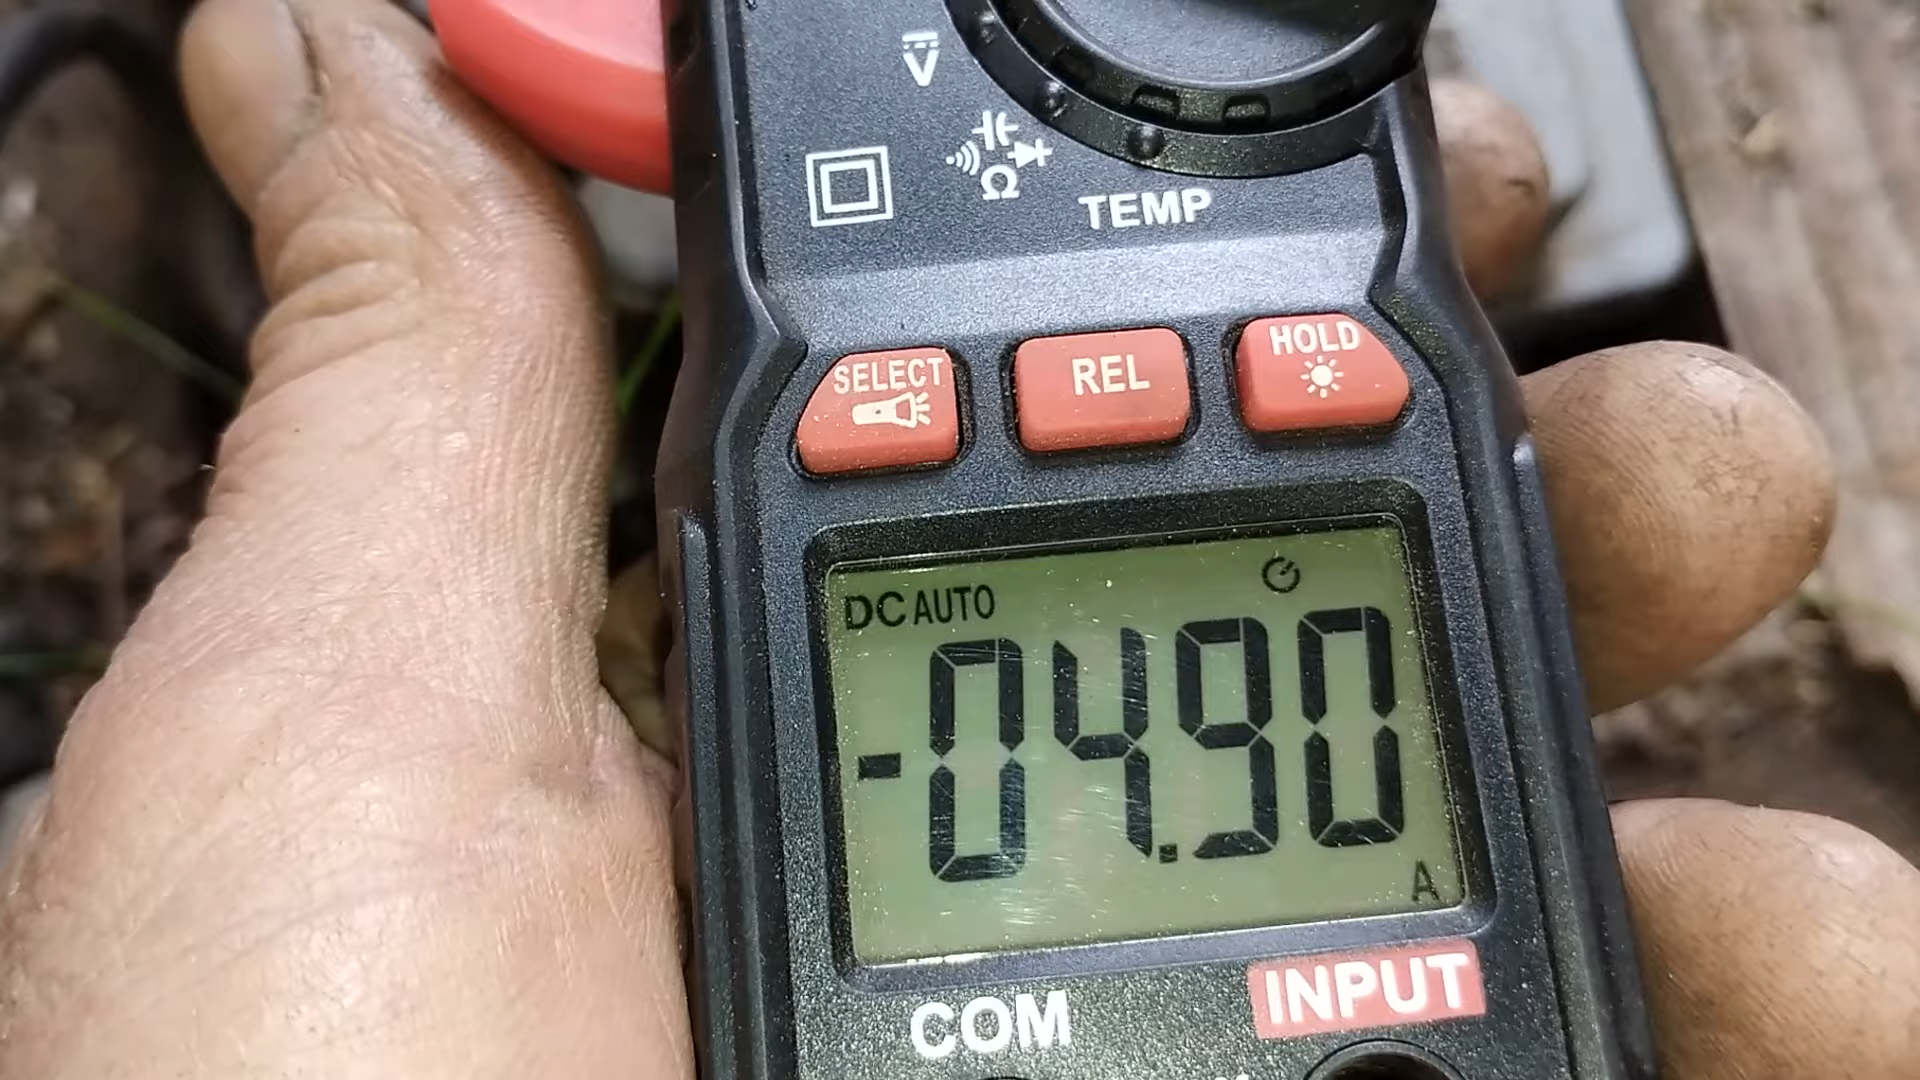 V
Ω
TEMP
SELECT
REL
HOLD
DC AUTO
-04.90
A
COM
INPUT